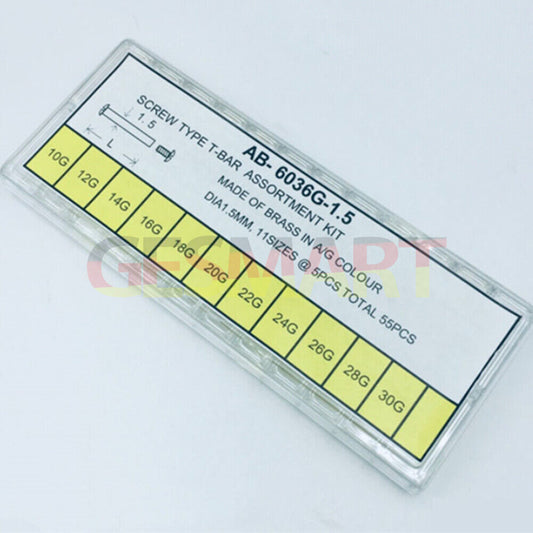 AB- 6036G-1.5
SCREW TYPE T-BAR ASSORTMENT KIT
MADE OF BRASS IN A/G COLOUR
DIA1.5MM, 11SIZES @ 5PCS TOTAL 55PCS
1.5
L
10G 12G 14G 16G 18G 20G 22G 24G 26G 28G 30G
GESMART